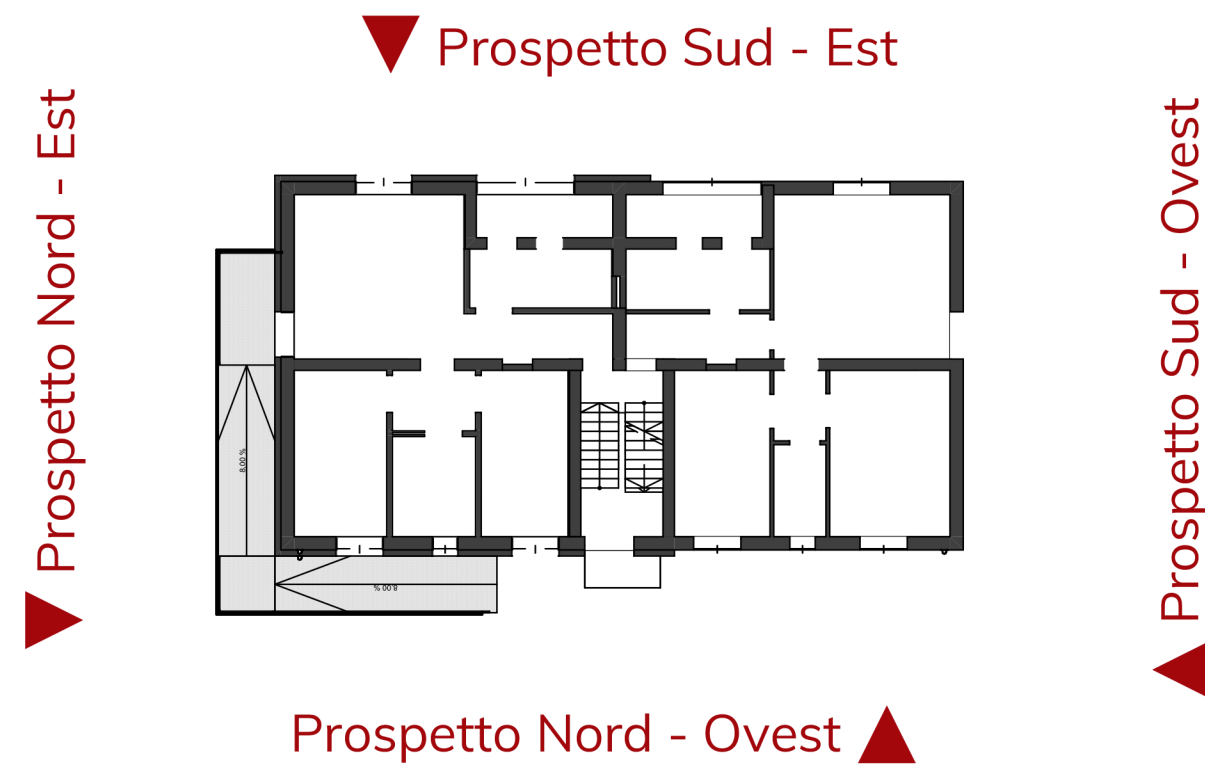 Prospetto Sud - Est
Prospetto Nord - Est
Prospetto Sud - Ovest
8.00 %
8.00 %
Prospetto Nord - Ovest